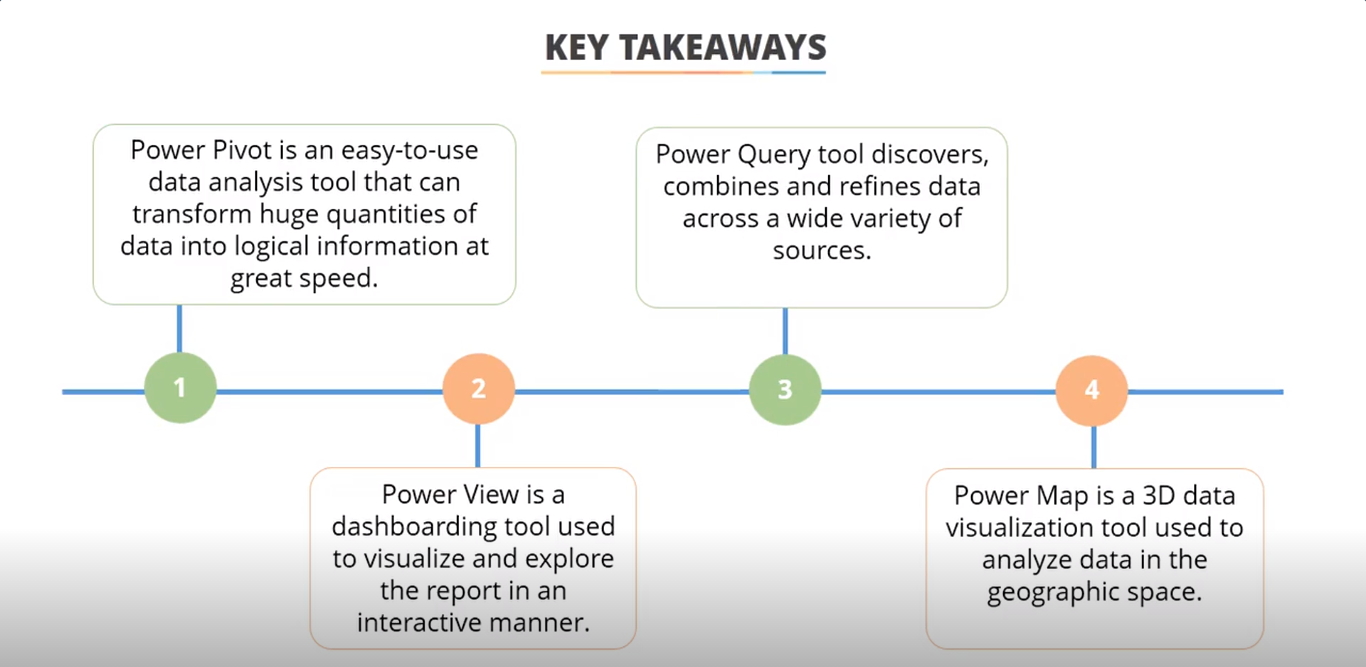 KEY TAKEAWAYS
Power Pivot is an easy-to-use
data analysis tool that can
transform huge quantities of
data into logical information at
great speed.
Power Query tool discovers,
combines and refines data
across a wide variety of
sources.
1
2
3
4
Power View is a
dashboarding tool used
to visualize and explore
the report in an
interactive manner.
Power Map is a 3D data
visualization tool used to
analyze data in the
geographic space.